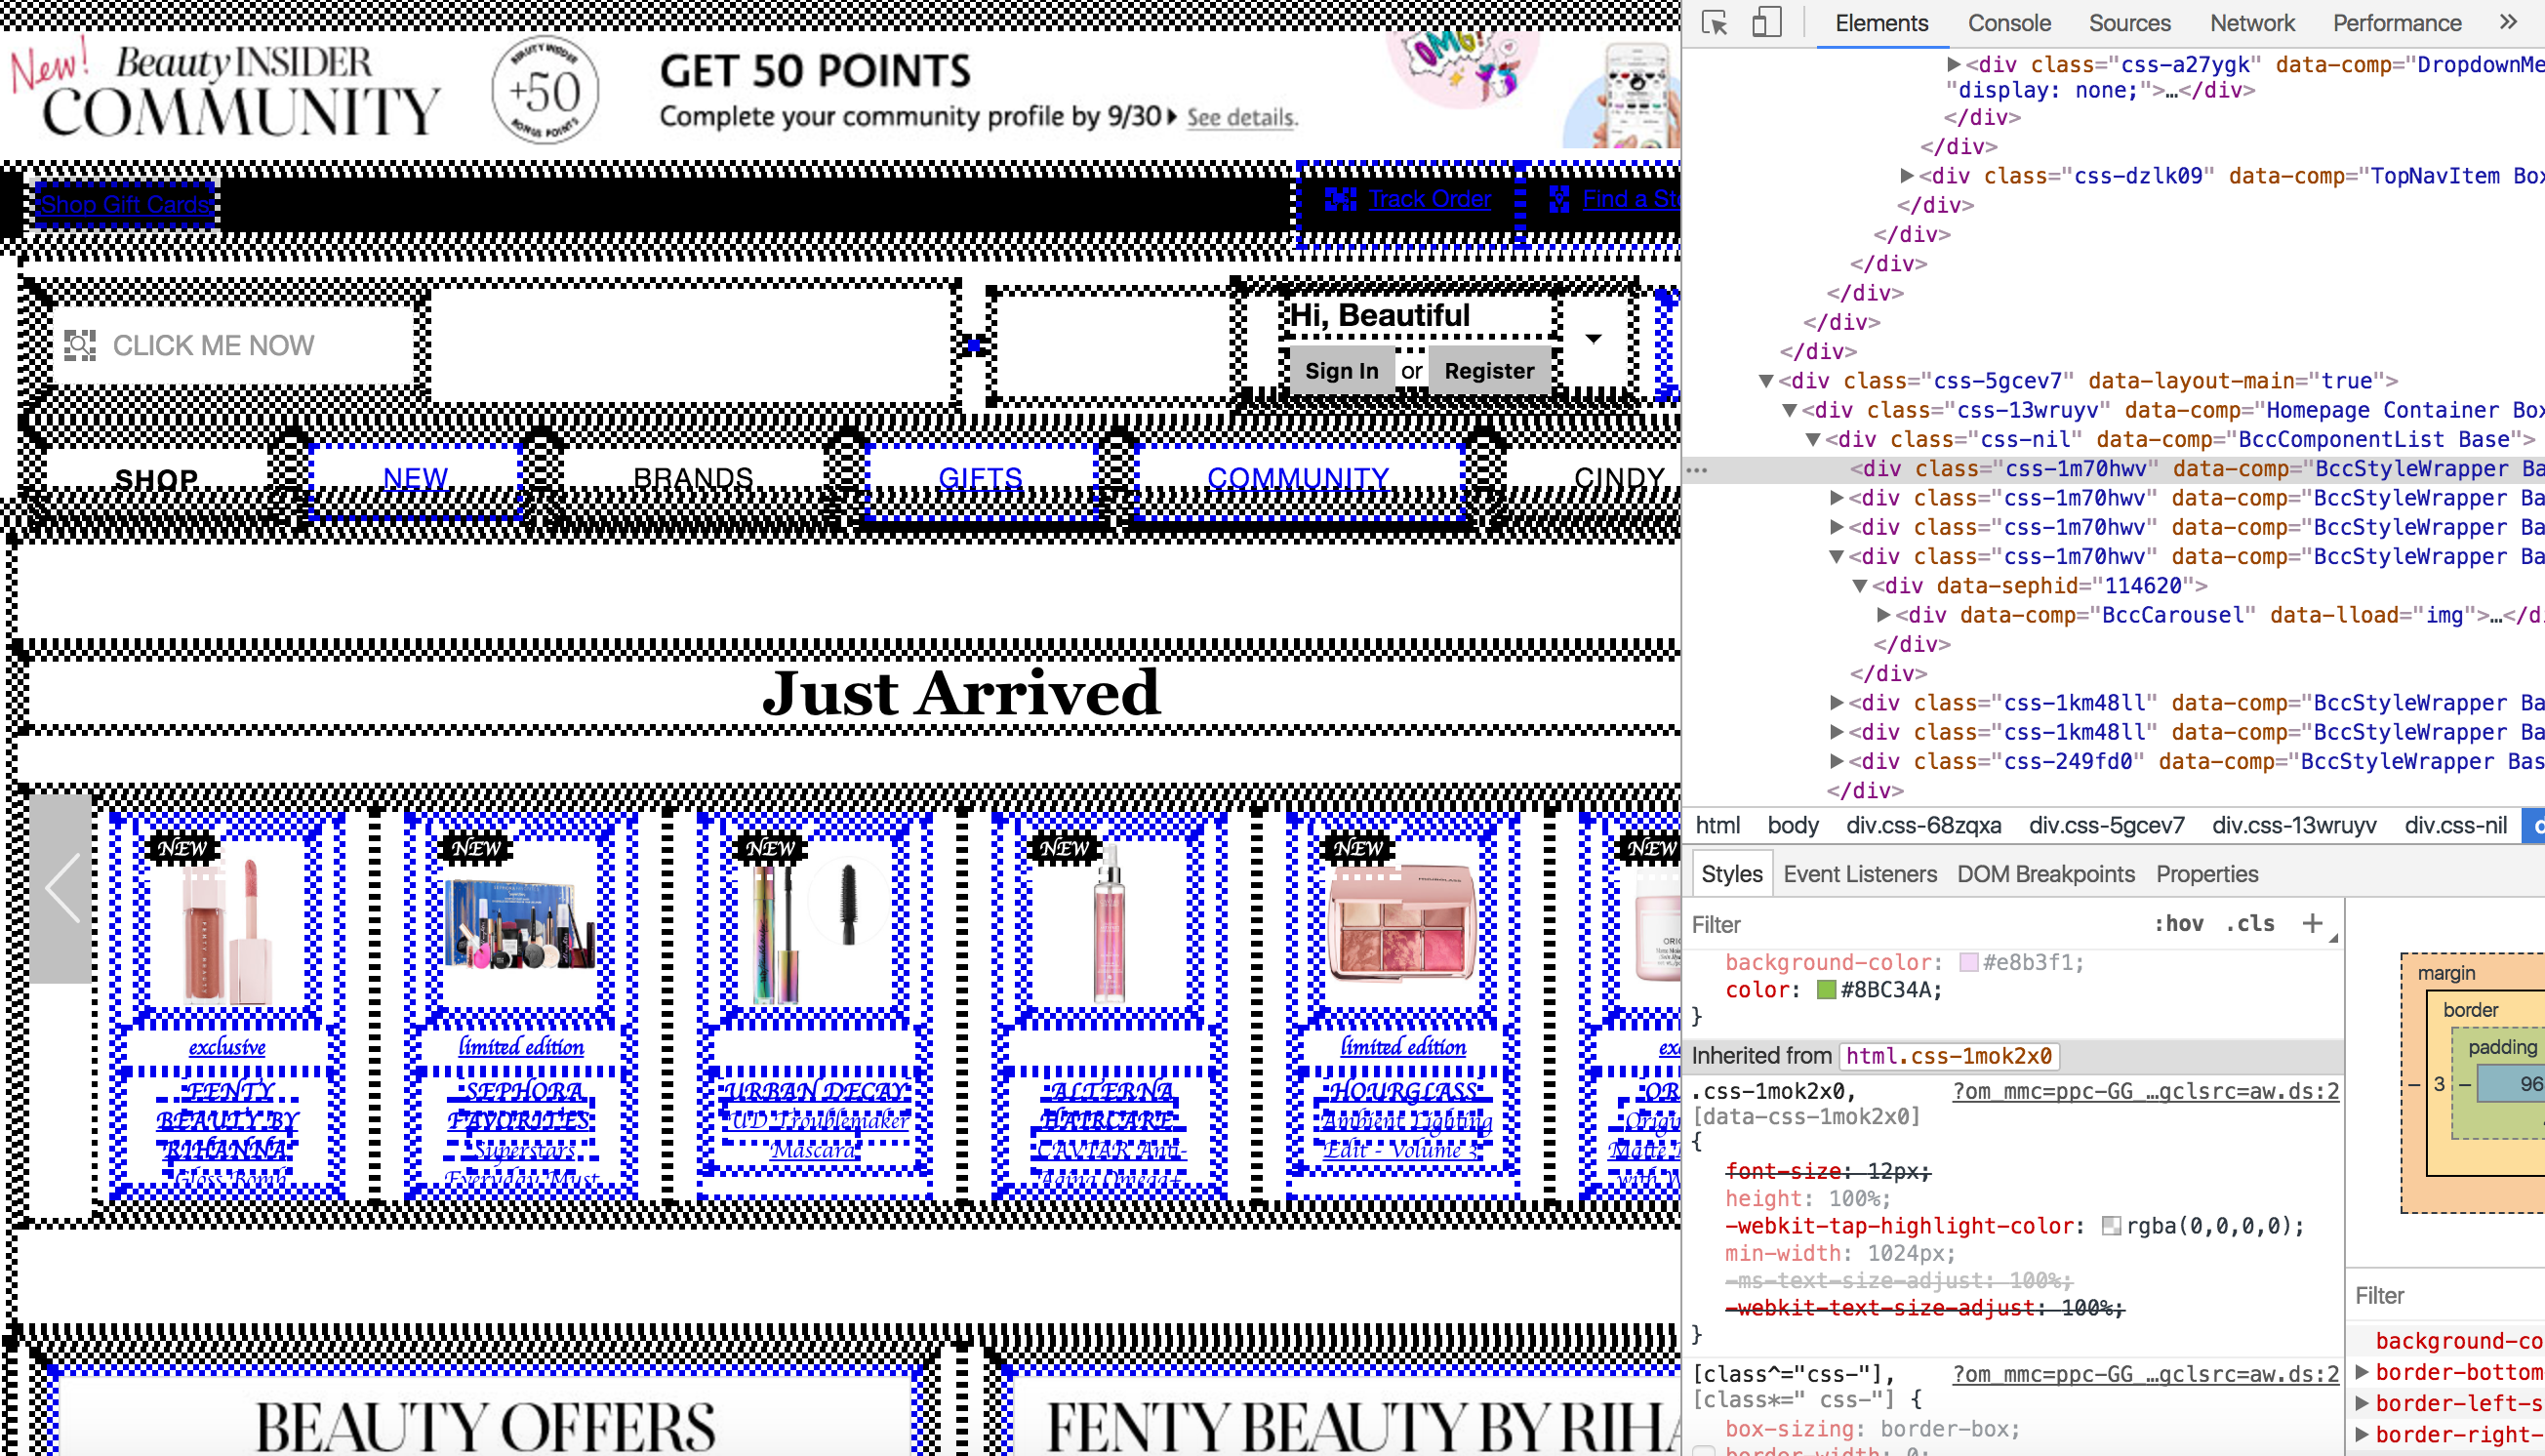 New! Beauty INSIDER
COMMUNITY
BEAUTY INSIDER
+50
BONUS POINTS
GET 50 POINTS
Complete your community profile by 9/30 See details.
OMG!
Shop Gift Cards
Track Order
Find a Sto
CLICK ME NOW
Hi, Beautiful
Sign In or Register
SHOP
NEW
BRANDS
GIFTS
COMMUNITY
CINDY
Just Arrived
NEW
NEW
NEW
NEW
NEW
NEW
exclusive
FENTY
BEAUTY BY
RIHANNA
Gloss Bomb
limited edition
SEPHORA
FAVORITES
Superstars
Everyday Must
URBAN DECAY
UD Troublemaker
Mascara
ALTERNA
HAIRCARE
CAVIAR Anti-
Aging Omega+
limited edition
HOURGLASS
Ambient Lighting
Edit - Volume 3
exc
OR
Origin
Matte
with
BEAUTY OFFERS
FENTY BEAUTY BY RIHA
Elements Console Sources Network Performance »
▶<div class="css-a27ygk" data-comp="DropdownMe
"display: none;">…</div>
</div>
</div>
▶<div class="css-dzlk09" data-comp="TopNavItem Box
</div>
</div>
</div>
</div>
</div>
</div>
▼<div class="css-5gcev7" data-layout-main="true">
▼<div class="css-13wruyv" data-comp="Homepage Container Box
▼<div class="css-nil" data-comp="BccComponentList Base">
… <div class="css-1m70hwv" data-comp="BccStyleWrapper Ba
▶<div class="css-1m70hwv" data-comp="BccStyleWrapper Ba
▶<div class="css-1m70hwv" data-comp="BccStyleWrapper Ba
▼<div class="css-1m70hwv" data-comp="BccStyleWrapper Ba
▼<div data-sephid="114620">
▶<div data-comp="BccCarousel" data-lload="img">…</di
</div>
</div>
▶<div class="css-1km48ll" data-comp="BccStyleWrapper Ba
▶<div class="css-1km48ll" data-comp="BccStyleWrapper Ba
▶<div class="css-249fd0" data-comp="BccStyleWrapper Bas
</div>
html body div.css-68zqxa div.css-5gcev7 div.css-13wruyv div.css-nil d
Styles Event Listeners DOM Breakpoints Properties
Filter :hov .cls +
background-color: #e8b3f1;
color: #8BC34A;
}
Inherited from html.css-1mok2x0
.css-1mok2x0, ?om_mmc=ppc-GG_…gclsrc=aw.ds:2
[data-css-1mok2x0]
{
font-size: 12px;
height: 100%;
-webkit-tap-highlight-color: rgba(0,0,0,0);
min-width: 1024px;
-ms-text-size-adjust: 100%;
-webkit-text-size-adjust: 100%;
}
[class^="css-"], ?om_mmc=ppc-GG_…gclsrc=aw.ds:2
[class*=" css-"] {
box-sizing: border-box;
border-width: 0;
margin
border
padding
– 3 – 96
Filter
background-co
▶border-bottom
▶border-left-s
▶border-right-